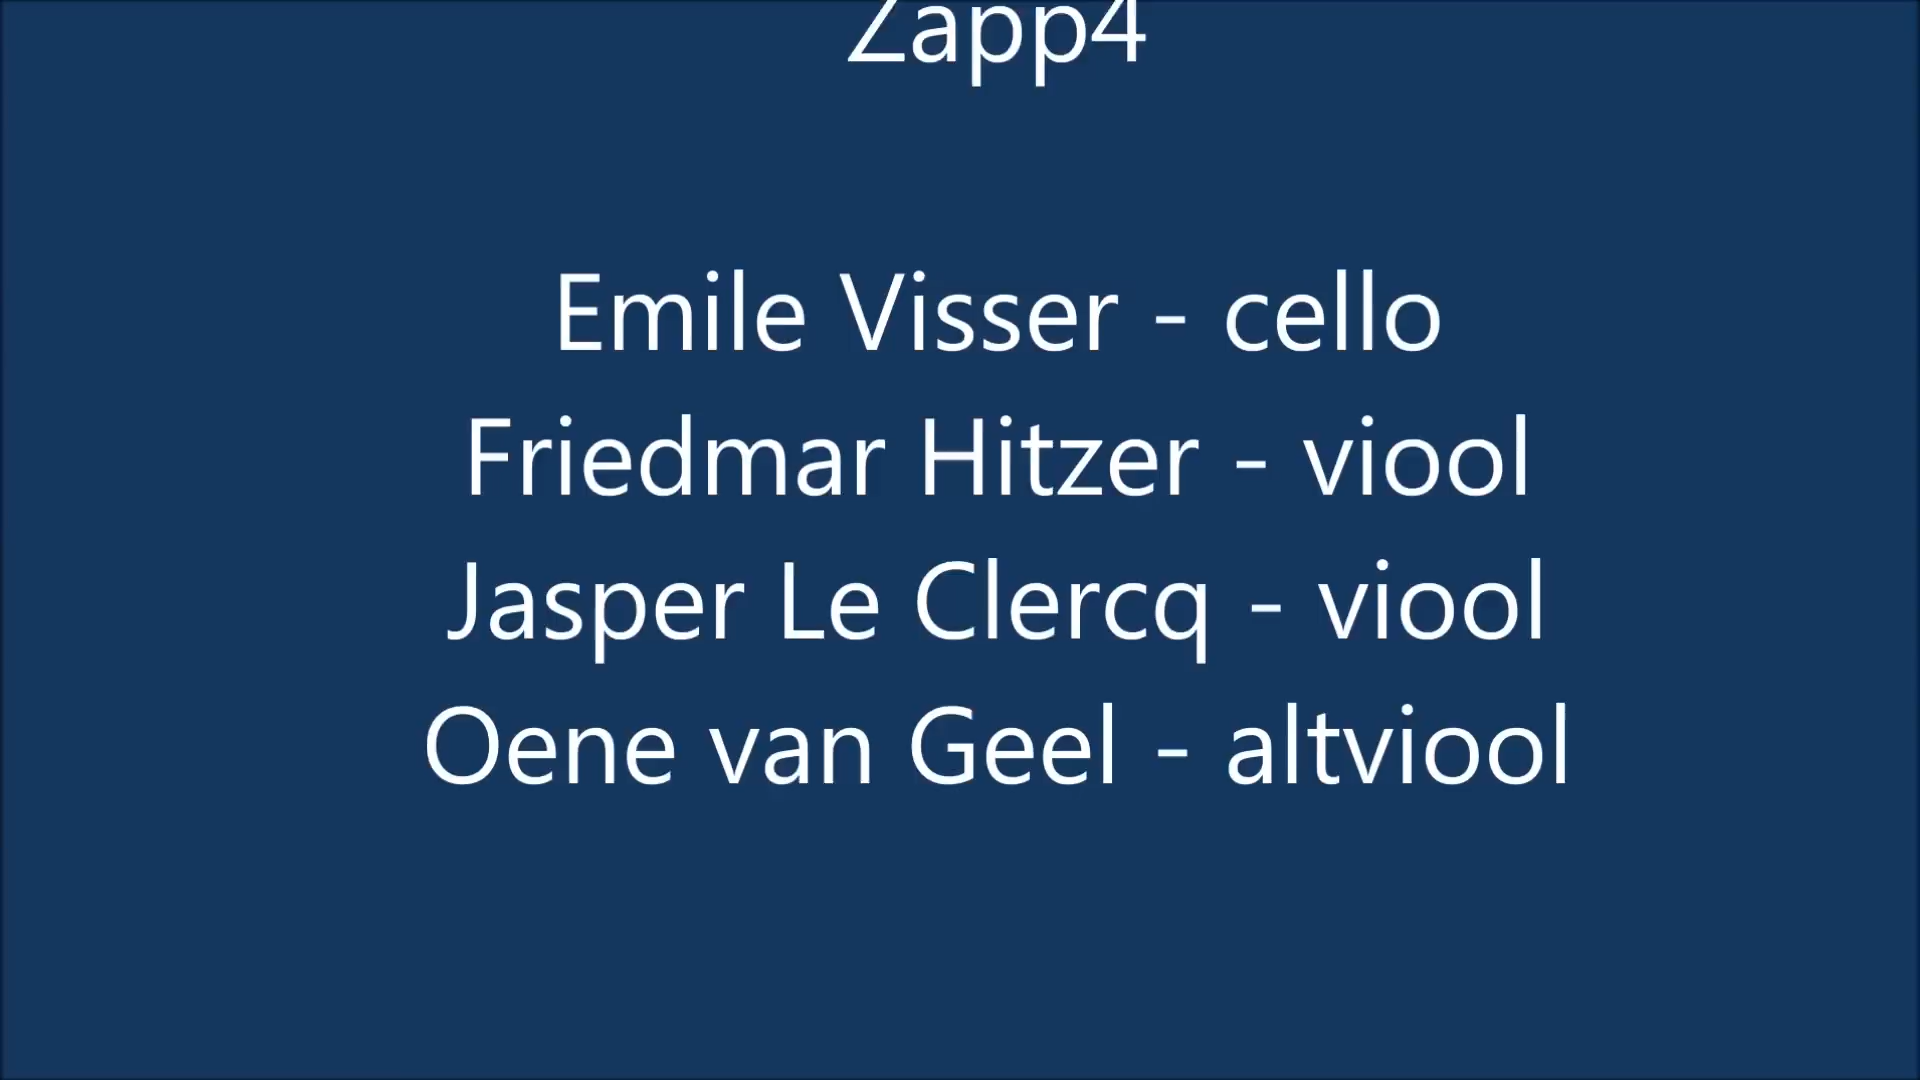 Zapp4
Emile Visser - cello
Friedmar Hitzer - viool
Jasper Le Clercq - viool
Oene van Geel - altviool